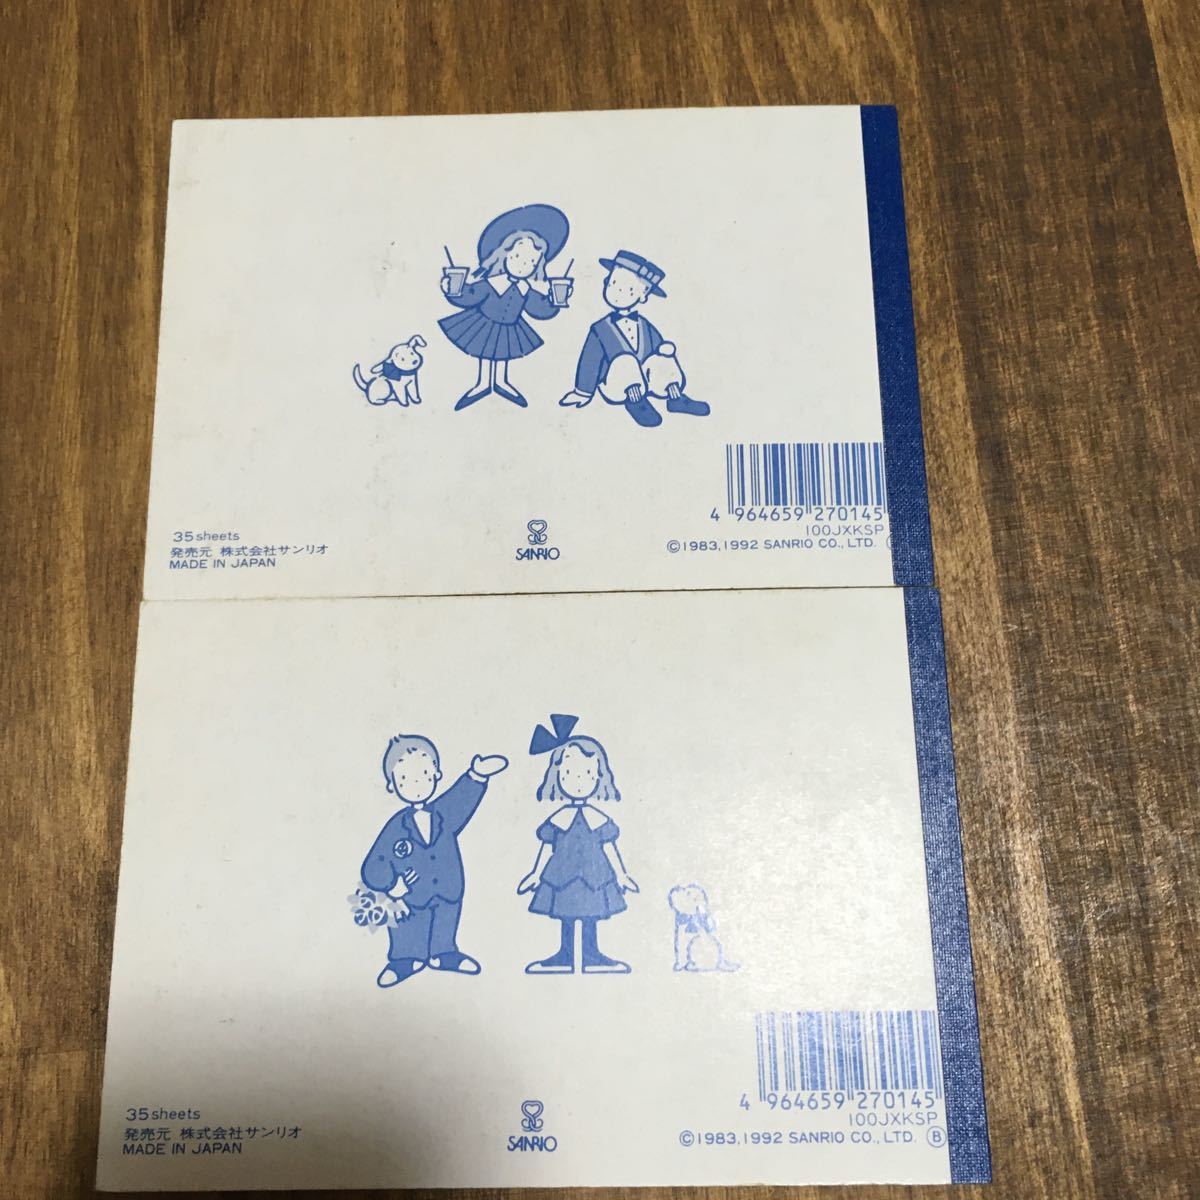 4 964659 270145
100JXKSP
©1983,1992 SANRIO CO., LTD.
35 sheets
発売元 株式会社サンリオ
MADE IN JAPAN
SANRIO
4 964659 270145
100JXKSP
©1983,1992 SANRIO CO., LTD. Ⓑ
35 sheets
発売元 株式会社サンリオ
MADE IN JAPAN
SANRIO